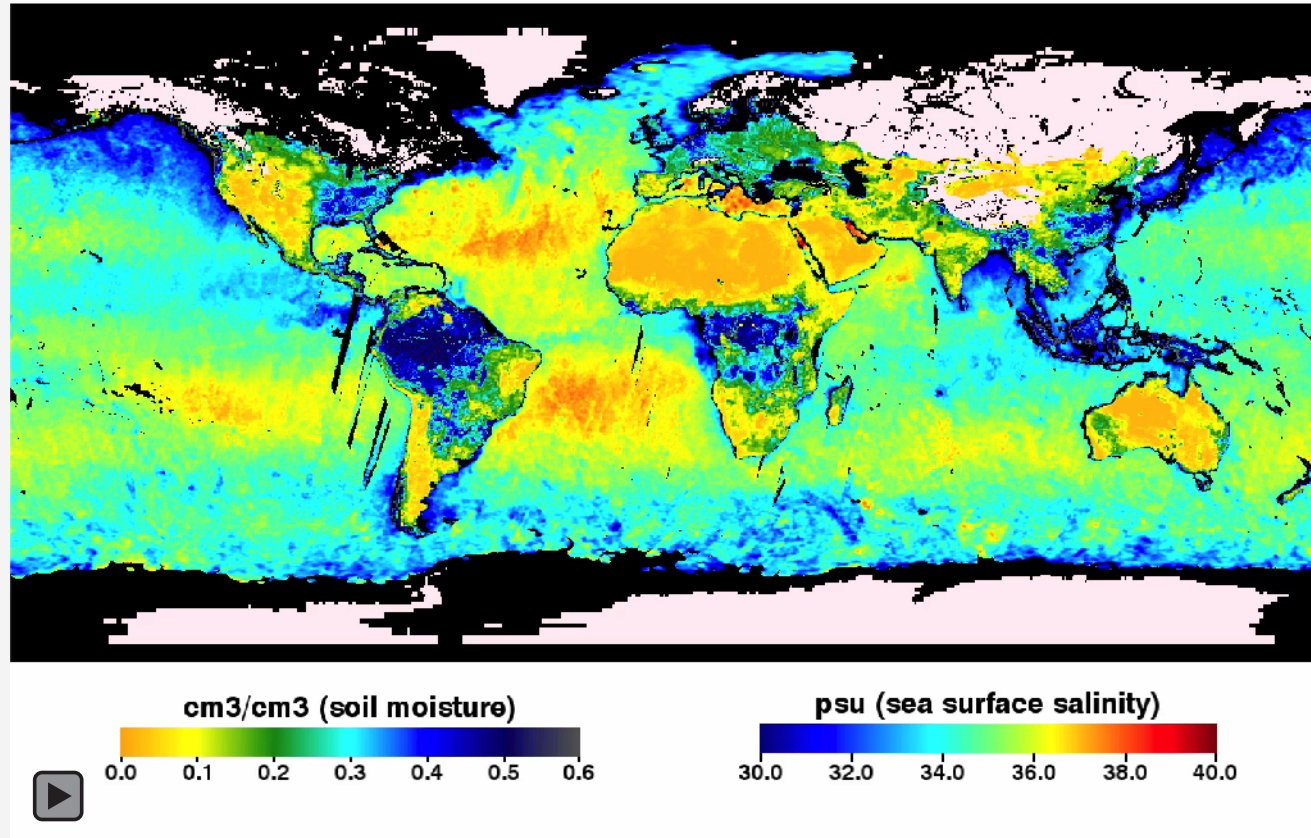 cm3/cm3 (soil moisture)
0.0 0.1 0.2 0.3 0.4 0.5 0.6
psu (sea surface salinity)
30.0 32.0 34.0 36.0 38.0 40.0